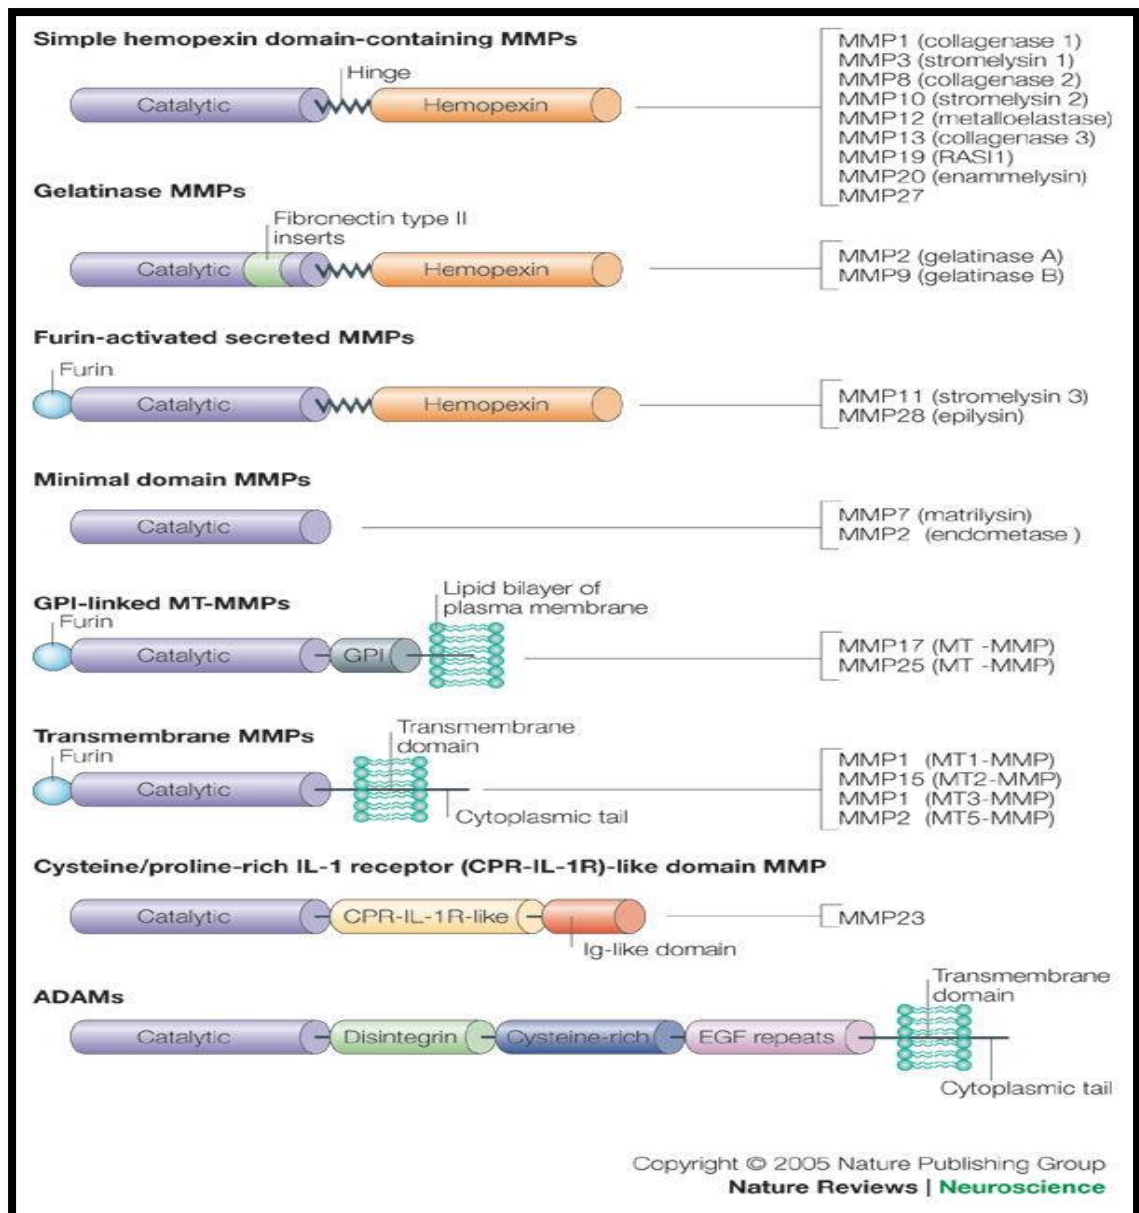 Simple hemopexin domain-containing MMPs
Hinge
Catalytic
Hemopexin
MMP1 (collagenase 1)
MMP3 (stromelysin 1)
MMP8 (collagenase 2)
MMP10 (stromelysin 2)
MMP12 (metalloelastase)
MMP13 (collagenase 3)
MMP19 (RASI1)
MMP20 (enammelysin)
MMP27
Gelatinase MMPs
Fibronectin type II
inserts
Catalytic
Hemopexin
MMP2 (gelatinase A)
MMP9 (gelatinase B)
Furin-activated secreted MMPs
Furin
Catalytic
Hemopexin
MMP11 (stromelysin 3)
MMP28 (epilysin)
Minimal domain MMPs
Catalytic
MMP7 (matrilysin)
MMP2 (endometase )
GPI-linked MT-MMPs
Furin
Catalytic
GPI
Lipid bilayer of
plasma membrane
MMP17 (MT -MMP)
MMP25 (MT -MMP)
Transmembrane MMPs
Furin
Catalytic
Transmembrane
domain
Cytoplasmic tail
MMP1 (MT1-MMP)
MMP15 (MT2-MMP)
MMP1 (MT3-MMP)
MMP2 (MT5-MMP)
Cysteine/proline-rich IL-1 receptor (CPR-IL-1R)-like domain MMP
Catalytic
CPR-IL-1R-like
Ig-like domain
MMP23
ADAMs
Catalytic
Disintegrin
Cysteine-rich
EGF repeats
Transmembrane
domain
Cytoplasmic tail
Copyright © 2005 Nature Publishing Group
Nature Reviews | Neuroscience